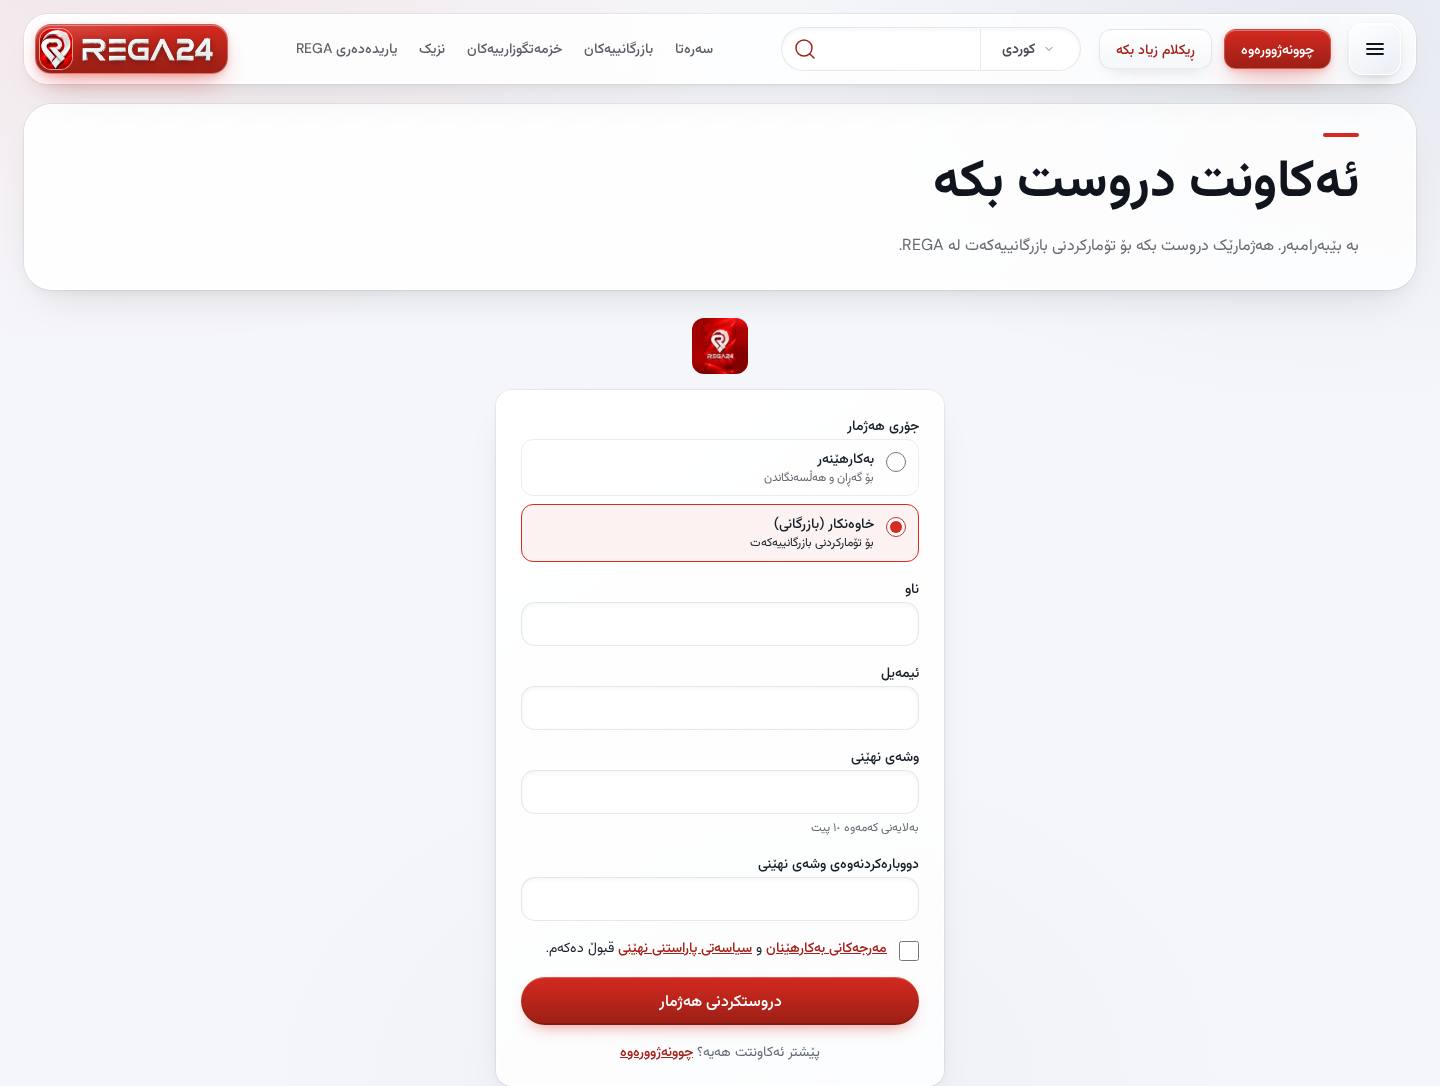 چوونەژوورەوە
ڕیکلام زیاد بکە
کوردی
سەرەتا
بازرگانییەکان
خزمەتگوزارییەکان
نزیک
یاریدەدەری REGA
REGA24
ئەکاونت دروست بکە
بە بێبەرامبەر. هەژمارێک دروست بکە بۆ تۆمارکردنی بازرگانییەکەت لە REGA.
REGA24
جۆری هەژمار
بەکارهێنەر
بۆ گەڕان و هەڵسەنگاندن
خاوەنکار (بازرگانی)
بۆ تۆمارکردنی بازرگانییەکەت
ناو
ئیمەیل
وشەی نهێنی
بەلایەنی کەمەوە ١٠ پیت
دووبارەکردنەوەی وشەی نهێنی
مەرجەکانی بەکارهێنان و سیاسەتی پاراستنی نهێنی قبوڵ دەکەم.
دروستکردنی هەژمار
پێشتر ئەکاونتت هەیە؟ چوونەژوورەوە